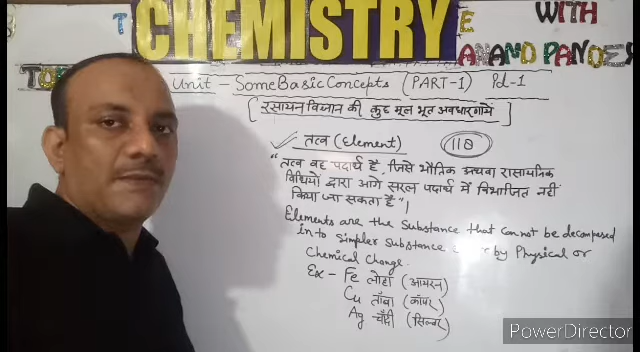 CHEMISTRY
WITH
ANAND PANDEY
Unit - Some Basic Concepts (PART-1) Pd-1
[रसायन विज्ञान की कुछ मूल भूत अवधारणायें]
✓ तत्व (Element) 118
"तत्व वह पदार्थ है, जिसे भौतिक अथवा रासायनिक
विधियों द्वारा आगे सरल पदार्थ में विभाजित नहीं
किया जा सकता है"।
Elements are the Substance that cannot be decomposed
in to simpler Substance by Physical or
Chemical Change.
Ex - Fe लोहा (आयरन)
Cu ताँबा (कॉपर)
Ag चाँदी (सिल्वर)
PowerDirector